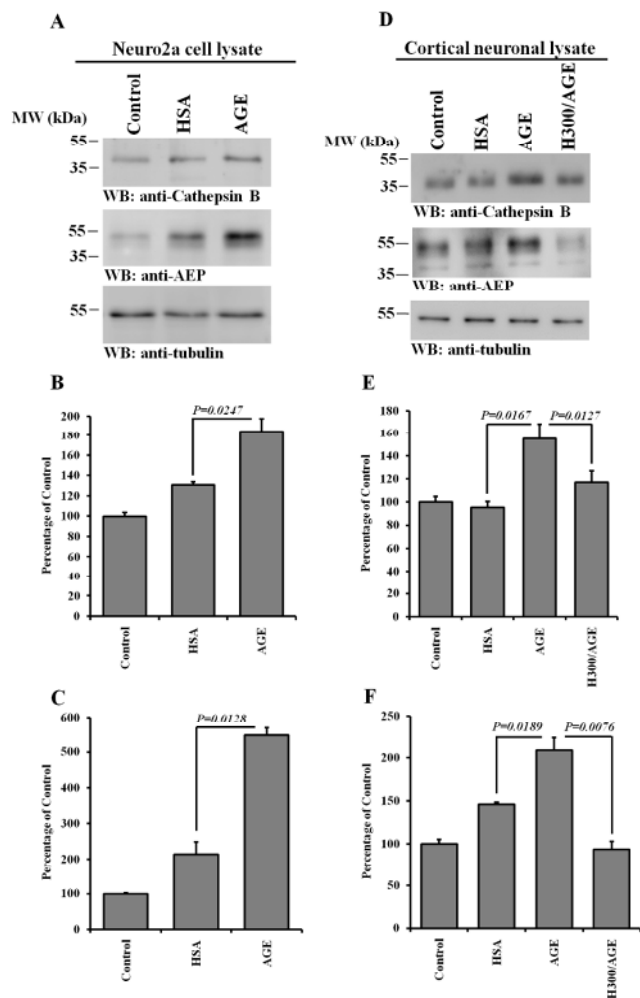 A
Neuro2a cell lysate
MW (kDa)
Control
HSA
AGE
55
35
WB: anti-Cathepsin B
55
35
WB: anti-AEP
55
WB: anti-tubulin
D
Cortical neuronal lysate
MW (kDa)
Control
HSA
AGE
H300/AGE
55
35
WB: anti-Cathepsin B
55
35
WB: anti-AEP
55
WB: anti-tubulin
B
P=0.0247
Percentage of Control
200
180
160
140
120
100
80
60
40
20
0
Control
HSA
AGE
E
P=0.0167
P=0.0127
Percentage of Control
180
160
140
120
100
80
60
40
20
0
Control
HSA
AGE
H300/AGE
C
P=0.0128
Percentage of Control
600
500
400
300
200
100
0
Control
HSA
AGE
F
P=0.0189
P=0.0076
Percentage of Control
250
200
150
100
50
0
Control
HSA
AGE
H300/AGE